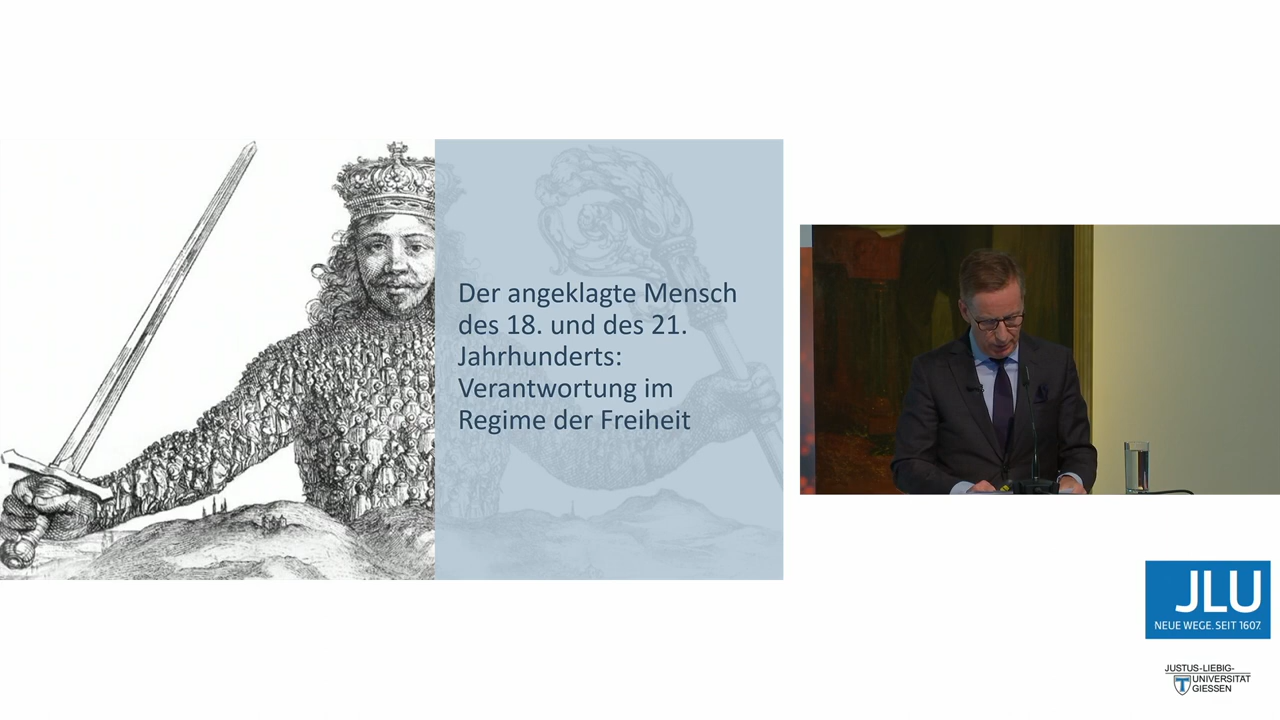 Der angeklagte Mensch
des 18. und des 21.
Jahrhunderts:
Verantwortung im
Regime der Freiheit
JLU
NEUE WEGE. SEIT 1607.
JUSTUS-LIEBIG-
UNIVERSITÄT
GIESSEN